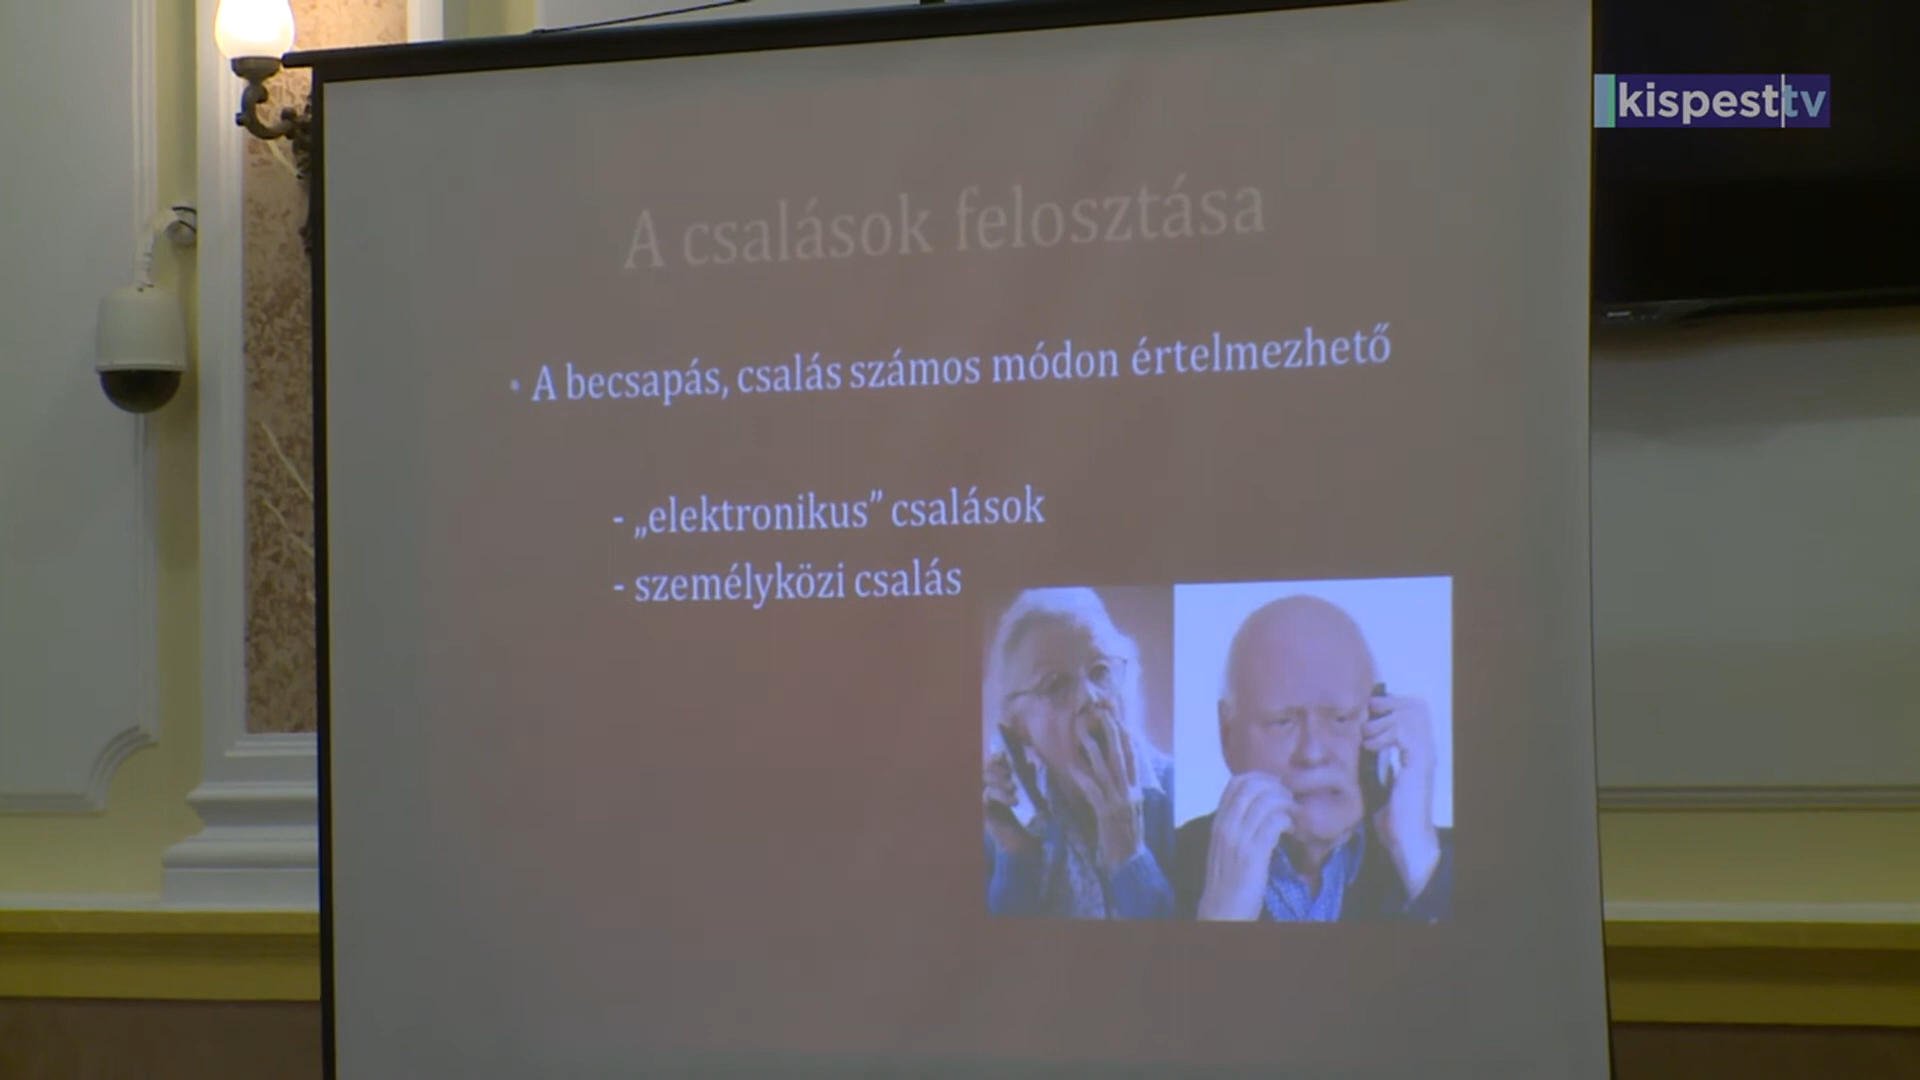 kispest tv
A csalások felosztása
• A becsapás, csalás számos módon értelmezhető
- „elektronikus” csalások
- személyközi csalás